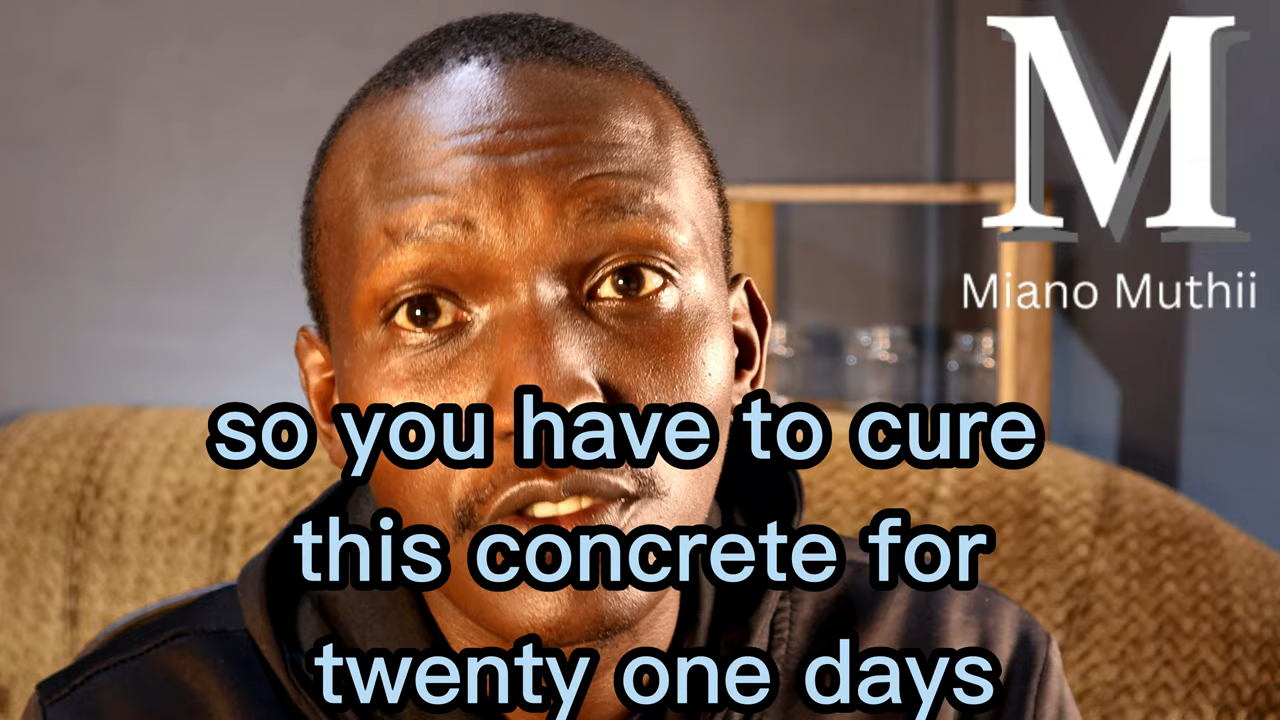 M
Miano Muthii
so you have to cure
this concrete for
twenty one days